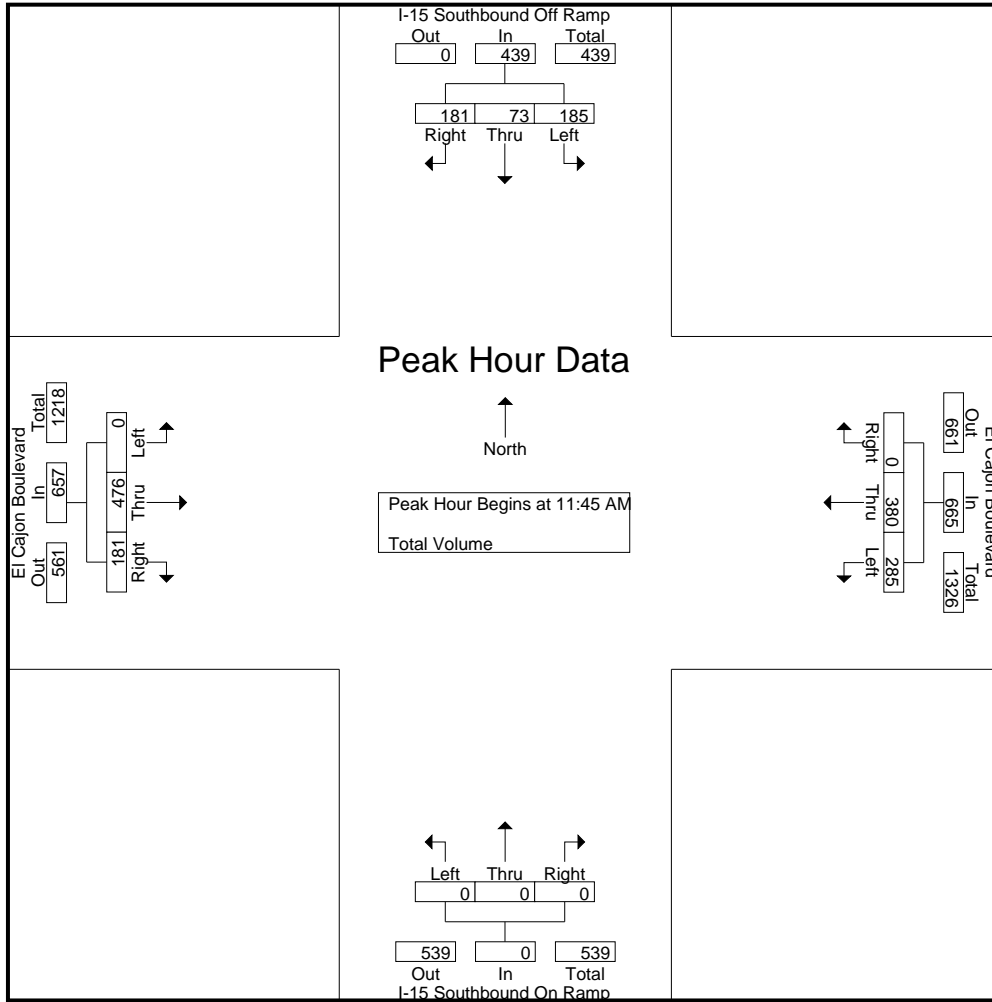 I-15 Southbound Off Ramp
Out In Total
0 439 439
181 73 185
Right Thru Left
Peak Hour Data
North
Peak Hour Begins at 11:45 AM
Total Volume
El Cajon Boulevard
Total In Out
1218 657 561
0 476 181
Left Thru Right
El Cajon Boulevard
Out In Total
661 665 1326
0 380 285
Right Thru Left
Left Thru Right
0 0 0
539 0 539
Out In Total
I-15 Southbound On Ramp